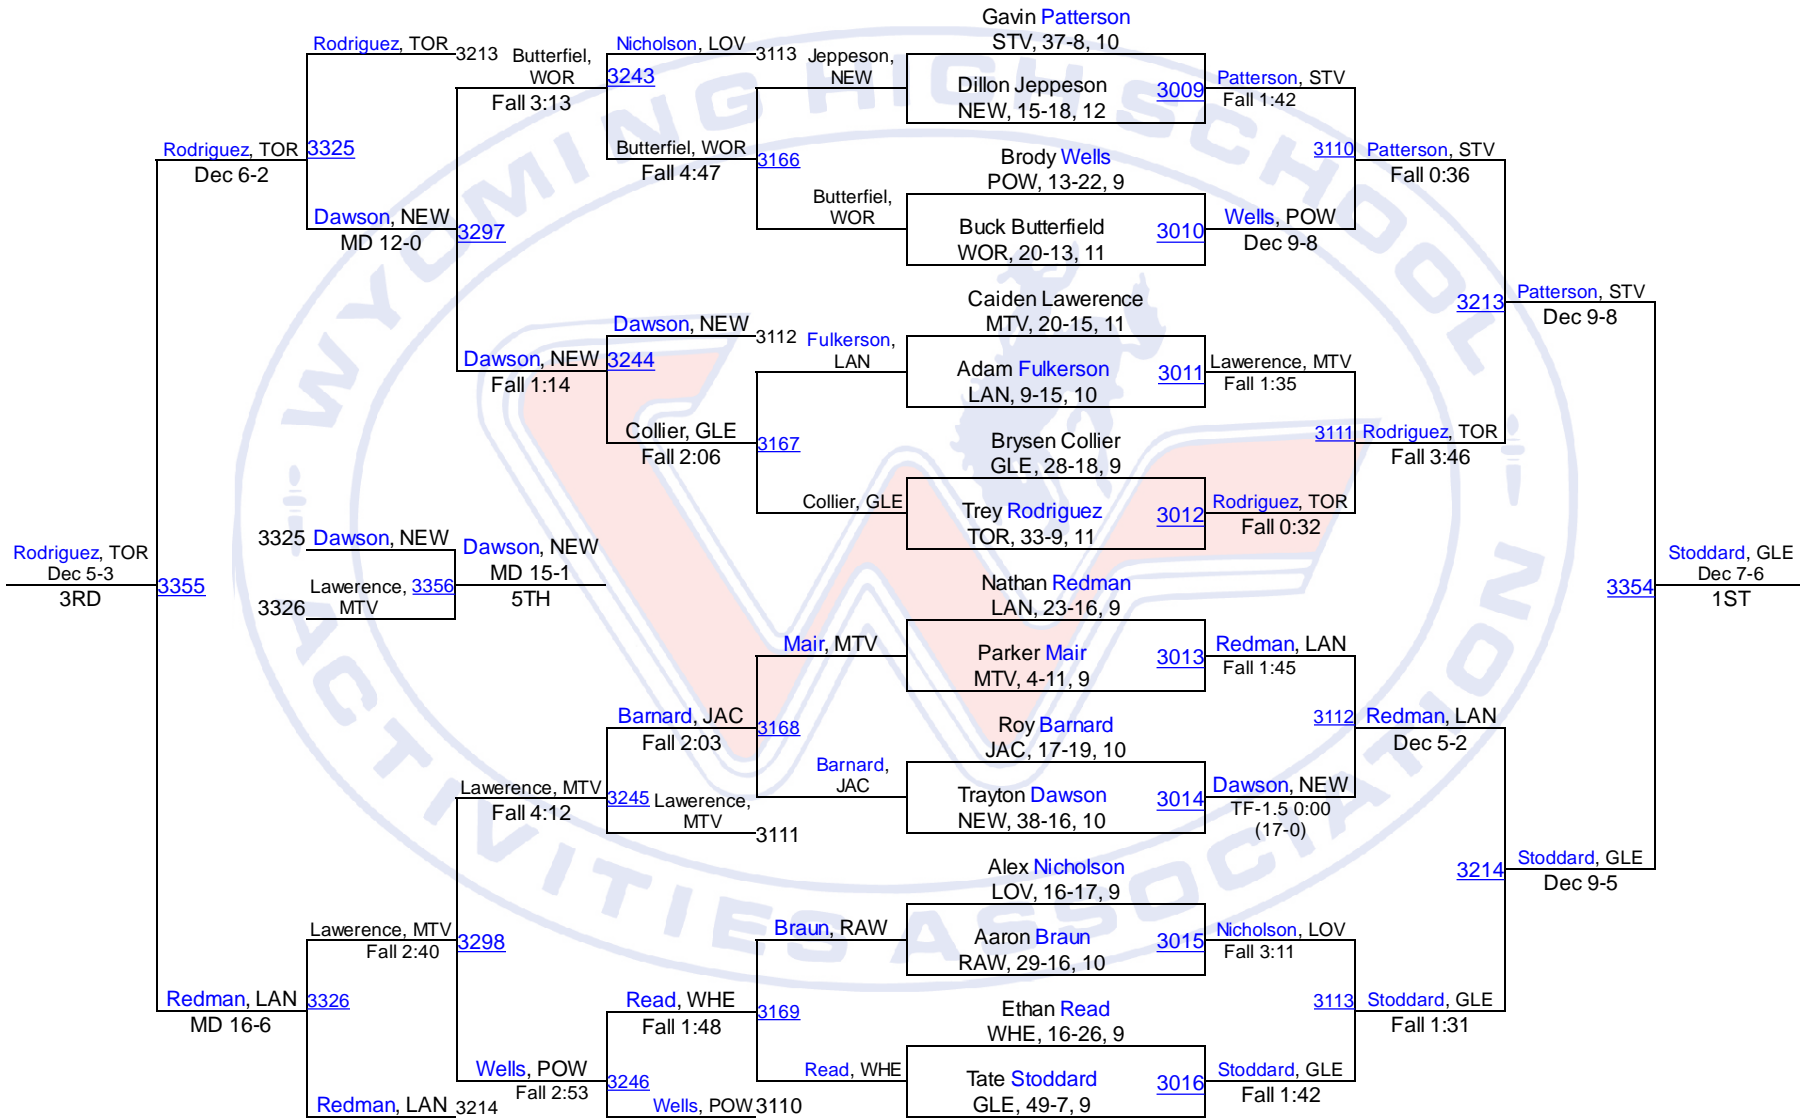 Gavin Patterson
STV, 37-8, 10
Rodriguez, TOR
3213
Butterfiel,
WOR
Nicholson, LOV
3113
Jeppeson,
NEW
3243
Fall 3:13
Dillon Jeppeson
NEW, 15-18, 12
3009
Patterson, STV
Fall 1:42
Rodriguez, TOR
3325
Dec 6-2
Butterfiel, WOR
3166
Fall 4:47
Brody Wells
POW, 13-22, 9
3110
Patterson, STV
Fall 0:36
Dawson, NEW
MD 12-0
3297
Butterfiel,
WOR
Buck Butterfield
WOR, 20-13, 11
3010
Wells, POW
Dec 9-8
Caiden Lawerence
MTV, 20-15, 11
3213
Patterson, STV
Dec 9-8
Dawson, NEW
3112
Fulkerson,
LAN
Dawson, NEW
3244
Fall 1:14
Adam Fulkerson
LAN, 9-15, 10
3011
Lawerence, MTV
Fall 1:35
Collier, GLE
3167
Fall 2:06
Brysen Collier
GLE, 28-18, 9
3111
Rodriguez, TOR
Fall 3:46
Collier, GLE
Trey Rodriguez
TOR, 33-9, 11
3012
Rodriguez, TOR
Fall 0:32
3325
Dawson, NEW
Dawson, NEW
MD 15-1
5TH
Rodriguez, TOR
Dec 5-3
3RD
3355
Lawerence,
MTV
3356
3326
Nathan Redman
LAN, 23-16, 9
3354
Stoddard, GLE
Dec 7-6
1ST
Mair, MTV
Parker Mair
MTV, 4-11, 9
3013
Redman, LAN
Fall 1:45
Barnard, JAC
3168
Fall 2:03
Roy Barnard
JAC, 17-19, 10
3112
Redman, LAN
Dec 5-2
Lawerence, MTV
Fall 4:12
3245
Lawerence,
MTV
3111
Barnard,
JAC
Trayton Dawson
NEW, 38-16, 10
3014
Dawson, NEW
TF-1.5 0:00
(17-0)
Alex Nicholson
LOV, 16-17, 9
3214
Stoddard, GLE
Dec 9-5
Lawerence, MTV
Fall 2:40
3298
Braun, RAW
Aaron Braun
RAW, 29-16, 10
3015
Nicholson, LOV
Fall 3:11
Redman, LAN
3326
MD 16-6
Read, WHE
3169
Fall 1:48
Ethan Read
WHE, 16-26, 9
3113
Stoddard, GLE
Fall 1:31
Wells, POW
Fall 2:53
3246
Read, WHE
Tate Stoddard
GLE, 49-7, 9
3016
Stoddard, GLE
Fall 1:42
Redman, LAN
3214
Wells, POW
3110
WYOMING HIGH SCHOOL
ACTIVITIES ASSOCIATION